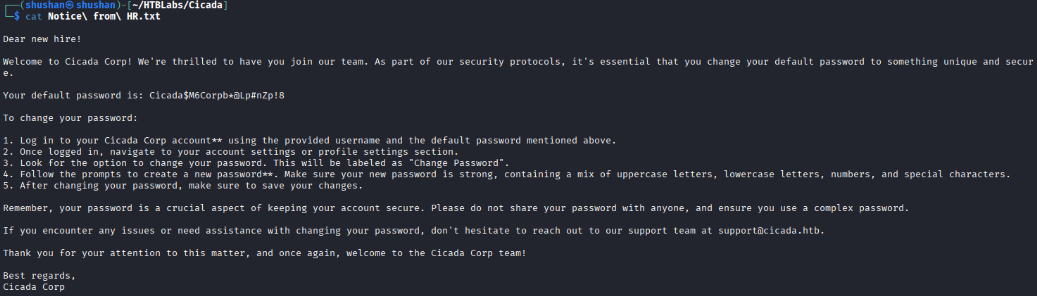 ┌──(shushan㉿shushan)-[~/HTBLabs/Cicada]
└─$ cat Notice\ from\ HR.txt
Dear new hire!
Welcome to Cicada Corp! We're thrilled to have you join our team. As part of our security protocols, it's essential that you change your default password to something unique and secur
e.
Your default password is: Cicada$M6Corpb*@Lp#nZp!8
To change your password:
1. Log in to your Cicada Corp account** using the provided username and the default password mentioned above.
2. Once logged in, navigate to your account settings or profile settings section.
3. Look for the option to change your password. This will be labeled as "Change Password".
4. Follow the prompts to create a new password**. Make sure your new password is strong, containing a mix of uppercase letters, lowercase letters, numbers, and special characters.
5. After changing your password, make sure to save your changes.
Remember, your password is a crucial aspect of keeping your account secure. Please do not share your password with anyone, and ensure you use a complex password.
If you encounter any issues or need assistance with changing your password, don't hesitate to reach out to our support team at support@cicada.htb.
Thank you for your attention to this matter, and once again, welcome to the Cicada Corp team!
Best regards,
Cicada Corp